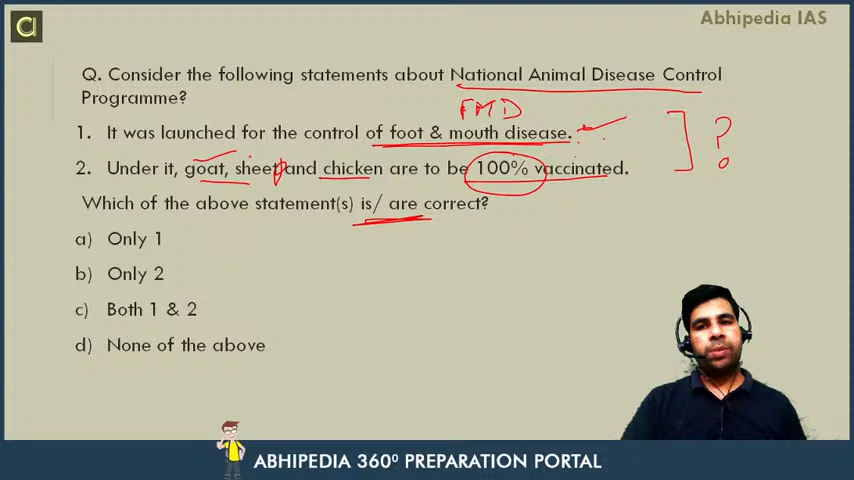 Abhipedia IAS
Q. Consider the following statements about National Animal Disease Control
Programme?
FMD
1. It was launched for the control of foot & mouth disease.
2. Under it, goat, sheep and chicken are to be 100% vaccinated.
?
Which of the above statement(s) is/ are correct?
a) Only 1
b) Only 2
c) Both 1 & 2
d) None of the above
ABHIPEDIA 360° PREPARATION PORTAL